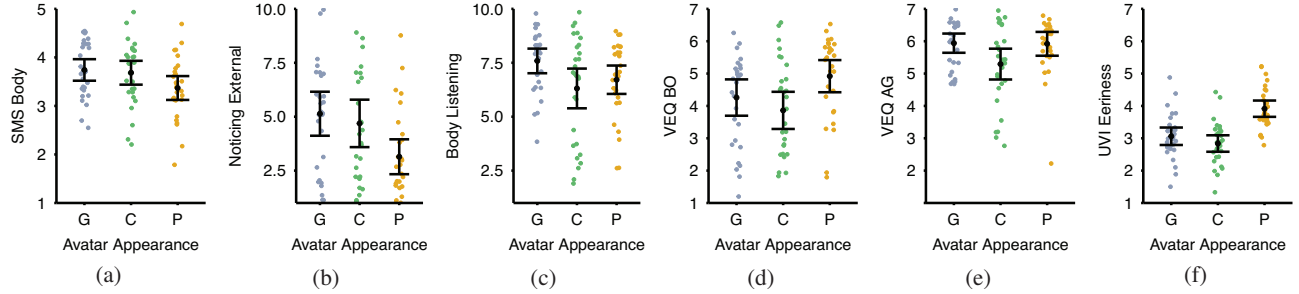 SMS Body
5
4
3
2
1
G C P
Avatar Appearance
(a)
Noticing External
10.0
7.5
5.0
2.5
G C P
Avatar Appearance
(b)
Body Listening
10.0
7.5
5.0
2.5
G C P
Avatar Appearance
(c)
VEQ BO
7
6
5
4
3
2
1
G C P
Avatar Appearance
(d)
VEQ AG
7
6
5
4
3
2
G C P
Avatar Appearance
(e)
UVI Eeriness
7
6
5
4
3
2
1
G C P
Avatar Appearance
(f)